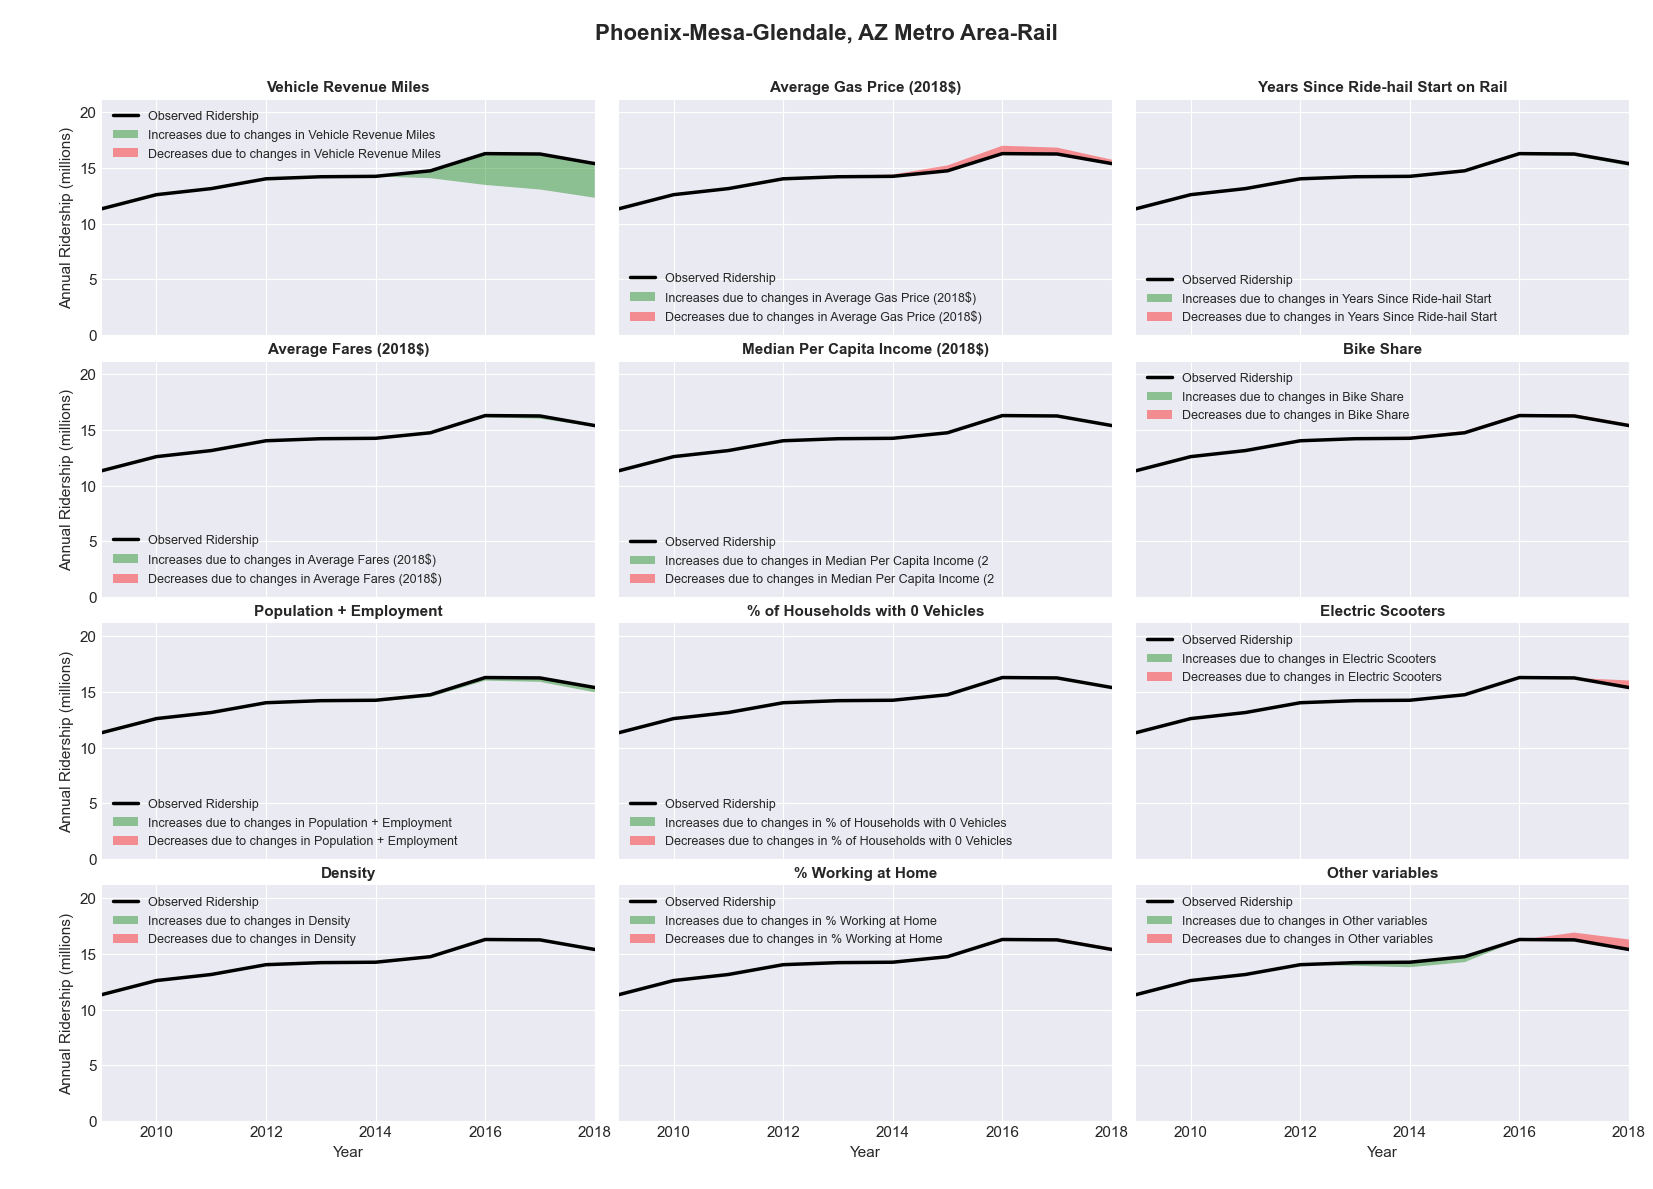 Phoenix-Mesa-Glendale, AZ Metro Area-Rail
Vehicle Revenue Miles
Annual Ridership (millions)
20
15
10
5
0
Observed Ridership
Increases due to changes in Vehicle Revenue Miles
Decreases due to changes in Vehicle Revenue Miles
Average Gas Price (2018$)
Observed Ridership
Increases due to changes in Average Gas Price (2018$)
Decreases due to changes in Average Gas Price (2018$)
Years Since Ride-hail Start on Rail
Observed Ridership
Increases due to changes in Years Since Ride-hail Start
Decreases due to changes in Years Since Ride-hail Start
Average Fares (2018$)
Annual Ridership (millions)
20
15
10
5
0
Observed Ridership
Increases due to changes in Average Fares (2018$)
Decreases due to changes in Average Fares (2018$)
Median Per Capita Income (2018$)
Observed Ridership
Increases due to changes in Median Per Capita Income (2
Decreases due to changes in Median Per Capita Income (2
Bike Share
Observed Ridership
Increases due to changes in Bike Share
Decreases due to changes in Bike Share
Population + Employment
Annual Ridership (millions)
20
15
10
5
0
Observed Ridership
Increases due to changes in Population + Employment
Decreases due to changes in Population + Employment
% of Households with 0 Vehicles
Observed Ridership
Increases due to changes in % of Households with 0 Vehicles
Decreases due to changes in % of Households with 0 Vehicles
Electric Scooters
Observed Ridership
Increases due to changes in Electric Scooters
Decreases due to changes in Electric Scooters
Density
Annual Ridership (millions)
20
15
10
5
0
Observed Ridership
Increases due to changes in Density
Decreases due to changes in Density
2010 2012 2014 2016 2018
Year
% Working at Home
Observed Ridership
Increases due to changes in % Working at Home
Decreases due to changes in % Working at Home
2010 2012 2014 2016 2018
Year
Other variables
Observed Ridership
Increases due to changes in Other variables
Decreases due to changes in Other variables
2010 2012 2014 2016 2018
Year